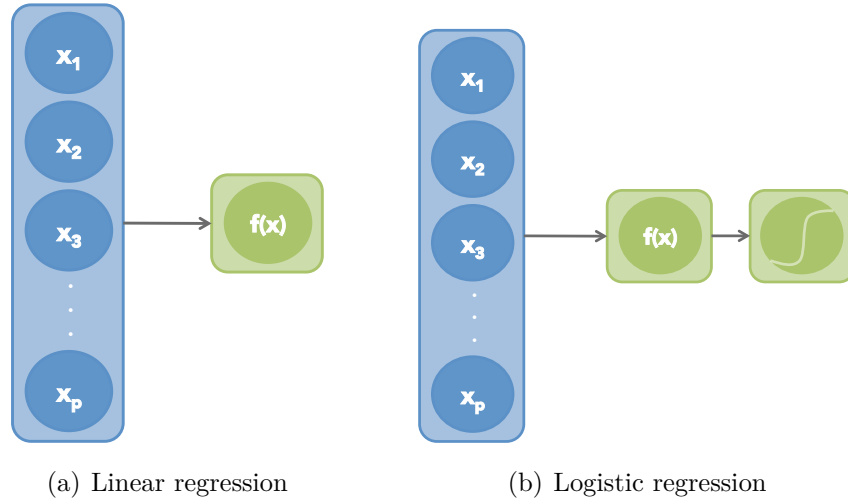 x₁
x₂
x₃
xₚ
f(x)
(a) Linear regression
x₁
x₂
x₃
xₚ
f(x)
(b) Logistic regression